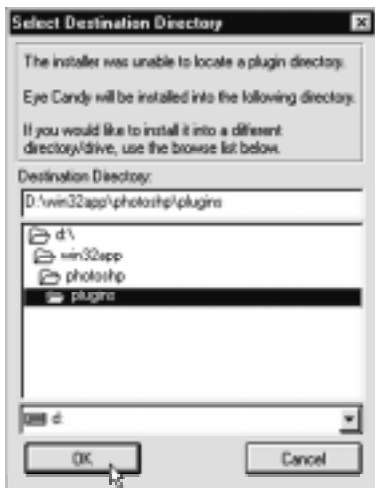 Select Destination Directory
The installer was unable to locate a plugin directory.
Eye Candy will be installed into the following directory.
If you would like to install it into a different
directory/drive, use the browse list below.
Destination Directory:
D:\win32app\photoshp\plugins
d:\
win32app
photoshp
plugins
d:
OK
Cancel